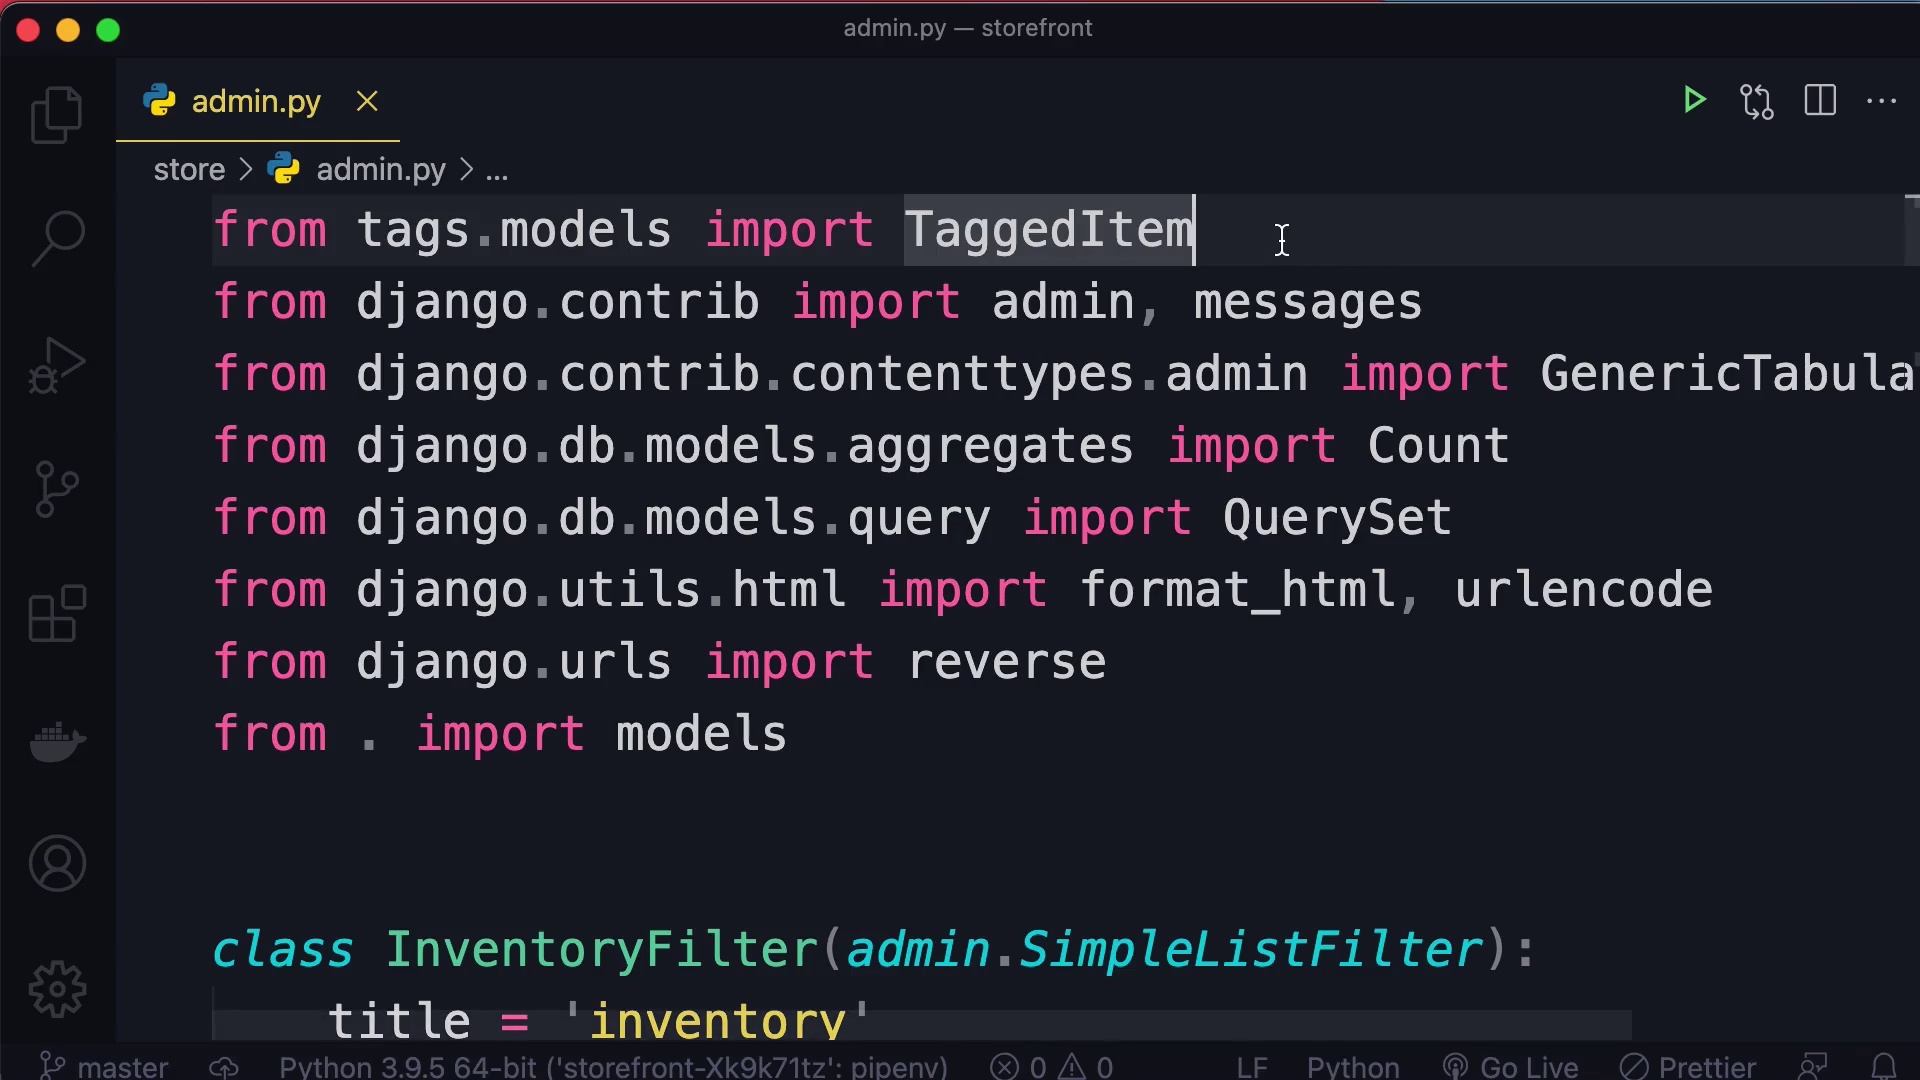 admin.py — storefront
admin.py
store > admin.py > ...
from tags.models import TaggedItem
from django.contrib import admin, messages
from django.contrib.contenttypes.admin import GenericTabula
from django.db.models.aggregates import Count
from django.db.models.query import QuerySet
from django.utils.html import format_html, urlencode
from django.urls import reverse
from . import models
class InventoryFilter(admin.SimpleListFilter):
title = 'inventory'
master Python 3.9.5 64-bit ('storefront-Xk9k71tz': pipenv) 0 0 LF Python Go Live Prettier